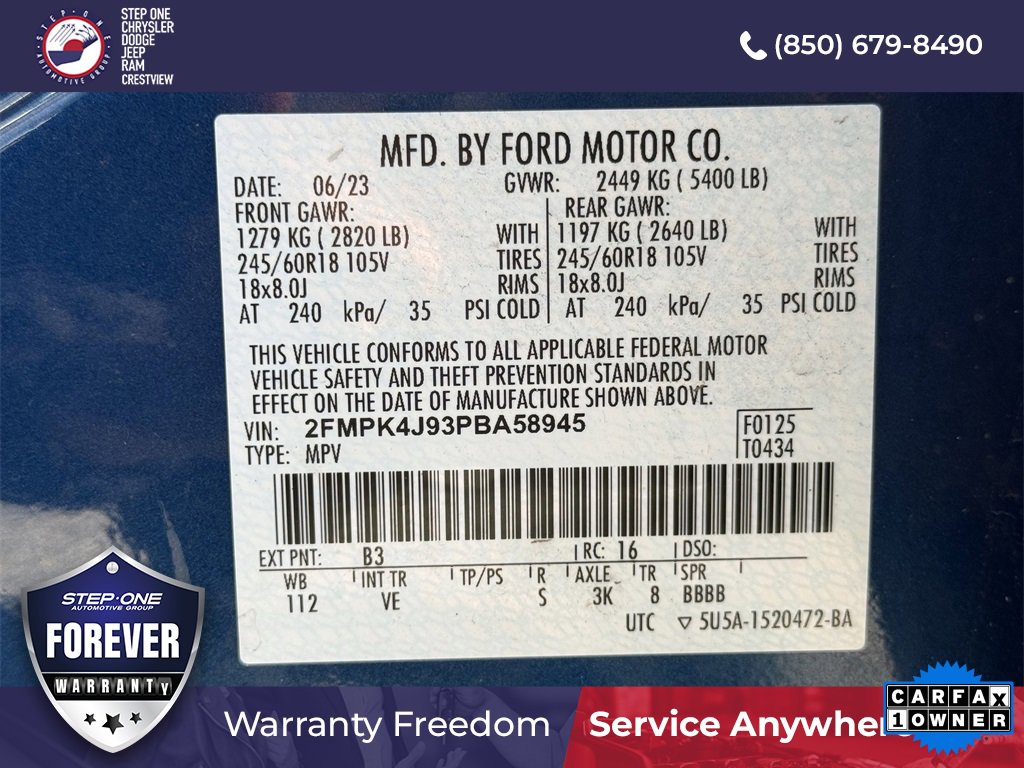 STEP ONE
AUTOMOTIVE GROUP
STEP ONE
CHRYSLER
DODGE
JEEP
RAM
CRESTVIEW
(850) 679-8490
MFD. BY FORD MOTOR CO.
DATE: 06/23 GVWR: 2449 KG ( 5400 LB)
FRONT GAWR: REAR GAWR:
1279 KG ( 2820 LB) WITH 1197 KG ( 2640 LB) WITH
245/60R18 105V TIRES 245/60R18 105V TIRES
18x8.0J RIMS 18x8.0J RIMS
AT 240 kPa/ 35 PSI COLD AT 240 kPa/ 35 PSI COLD
THIS VEHICLE CONFORMS TO ALL APPLICABLE FEDERAL MOTOR
VEHICLE SAFETY AND THEFT PREVENTION STANDARDS IN
EFFECT ON THE DATE OF MANUFACTURE SHOWN ABOVE.
VIN: 2FMPK4J93PBA58945 F0125
TYPE: MPV T0434
EXT PNT: B3 RC: 16 DSO:
WB INT TR TP/PS R AXLE TR SPR
112 VE S 3K 8 BBBB
UTC ▽ 5U5A-1520472-BA
STEP·ONE
AUTOMOTIVE GROUP
FOREVER
WARRANTY
Warranty Freedom Service Anywhere
CARFAX
1 OWNER